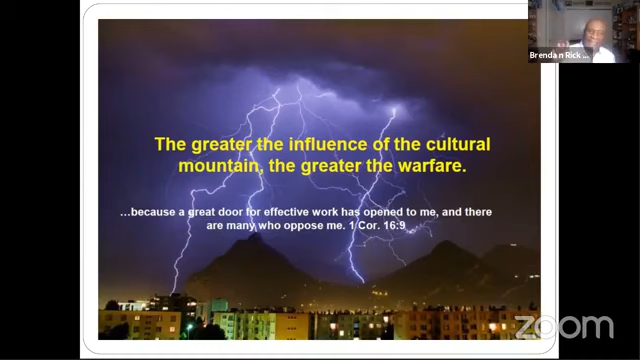 Brenda n Rick ...
The greater the influence of the cultural
mountain, the greater the warfare.
…because a great door for effective work has opened to me, and there
are many who oppose me. 1 Cor. 16:9
zoom